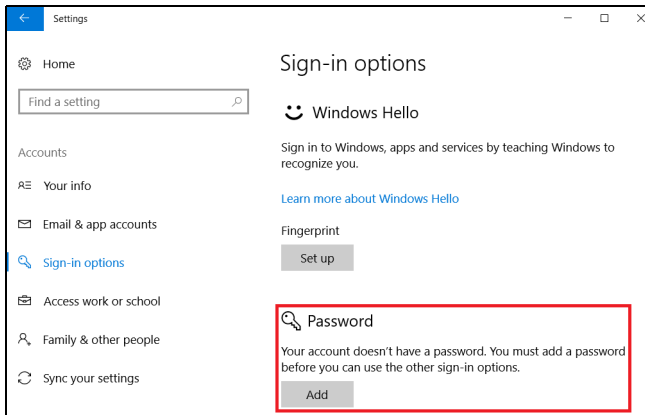 Settings
Home
Find a setting
Accounts
Your info
Email & app accounts
Sign-in options
Access work or school
Family & other people
Sync your settings
Sign-in options
Windows Hello
Sign in to Windows, apps and services by teaching Windows to
recognize you.
Learn more about Windows Hello
Fingerprint
Set up
Password
Your account doesn't have a password. You must add a password
before you can use the other sign-in options.
Add